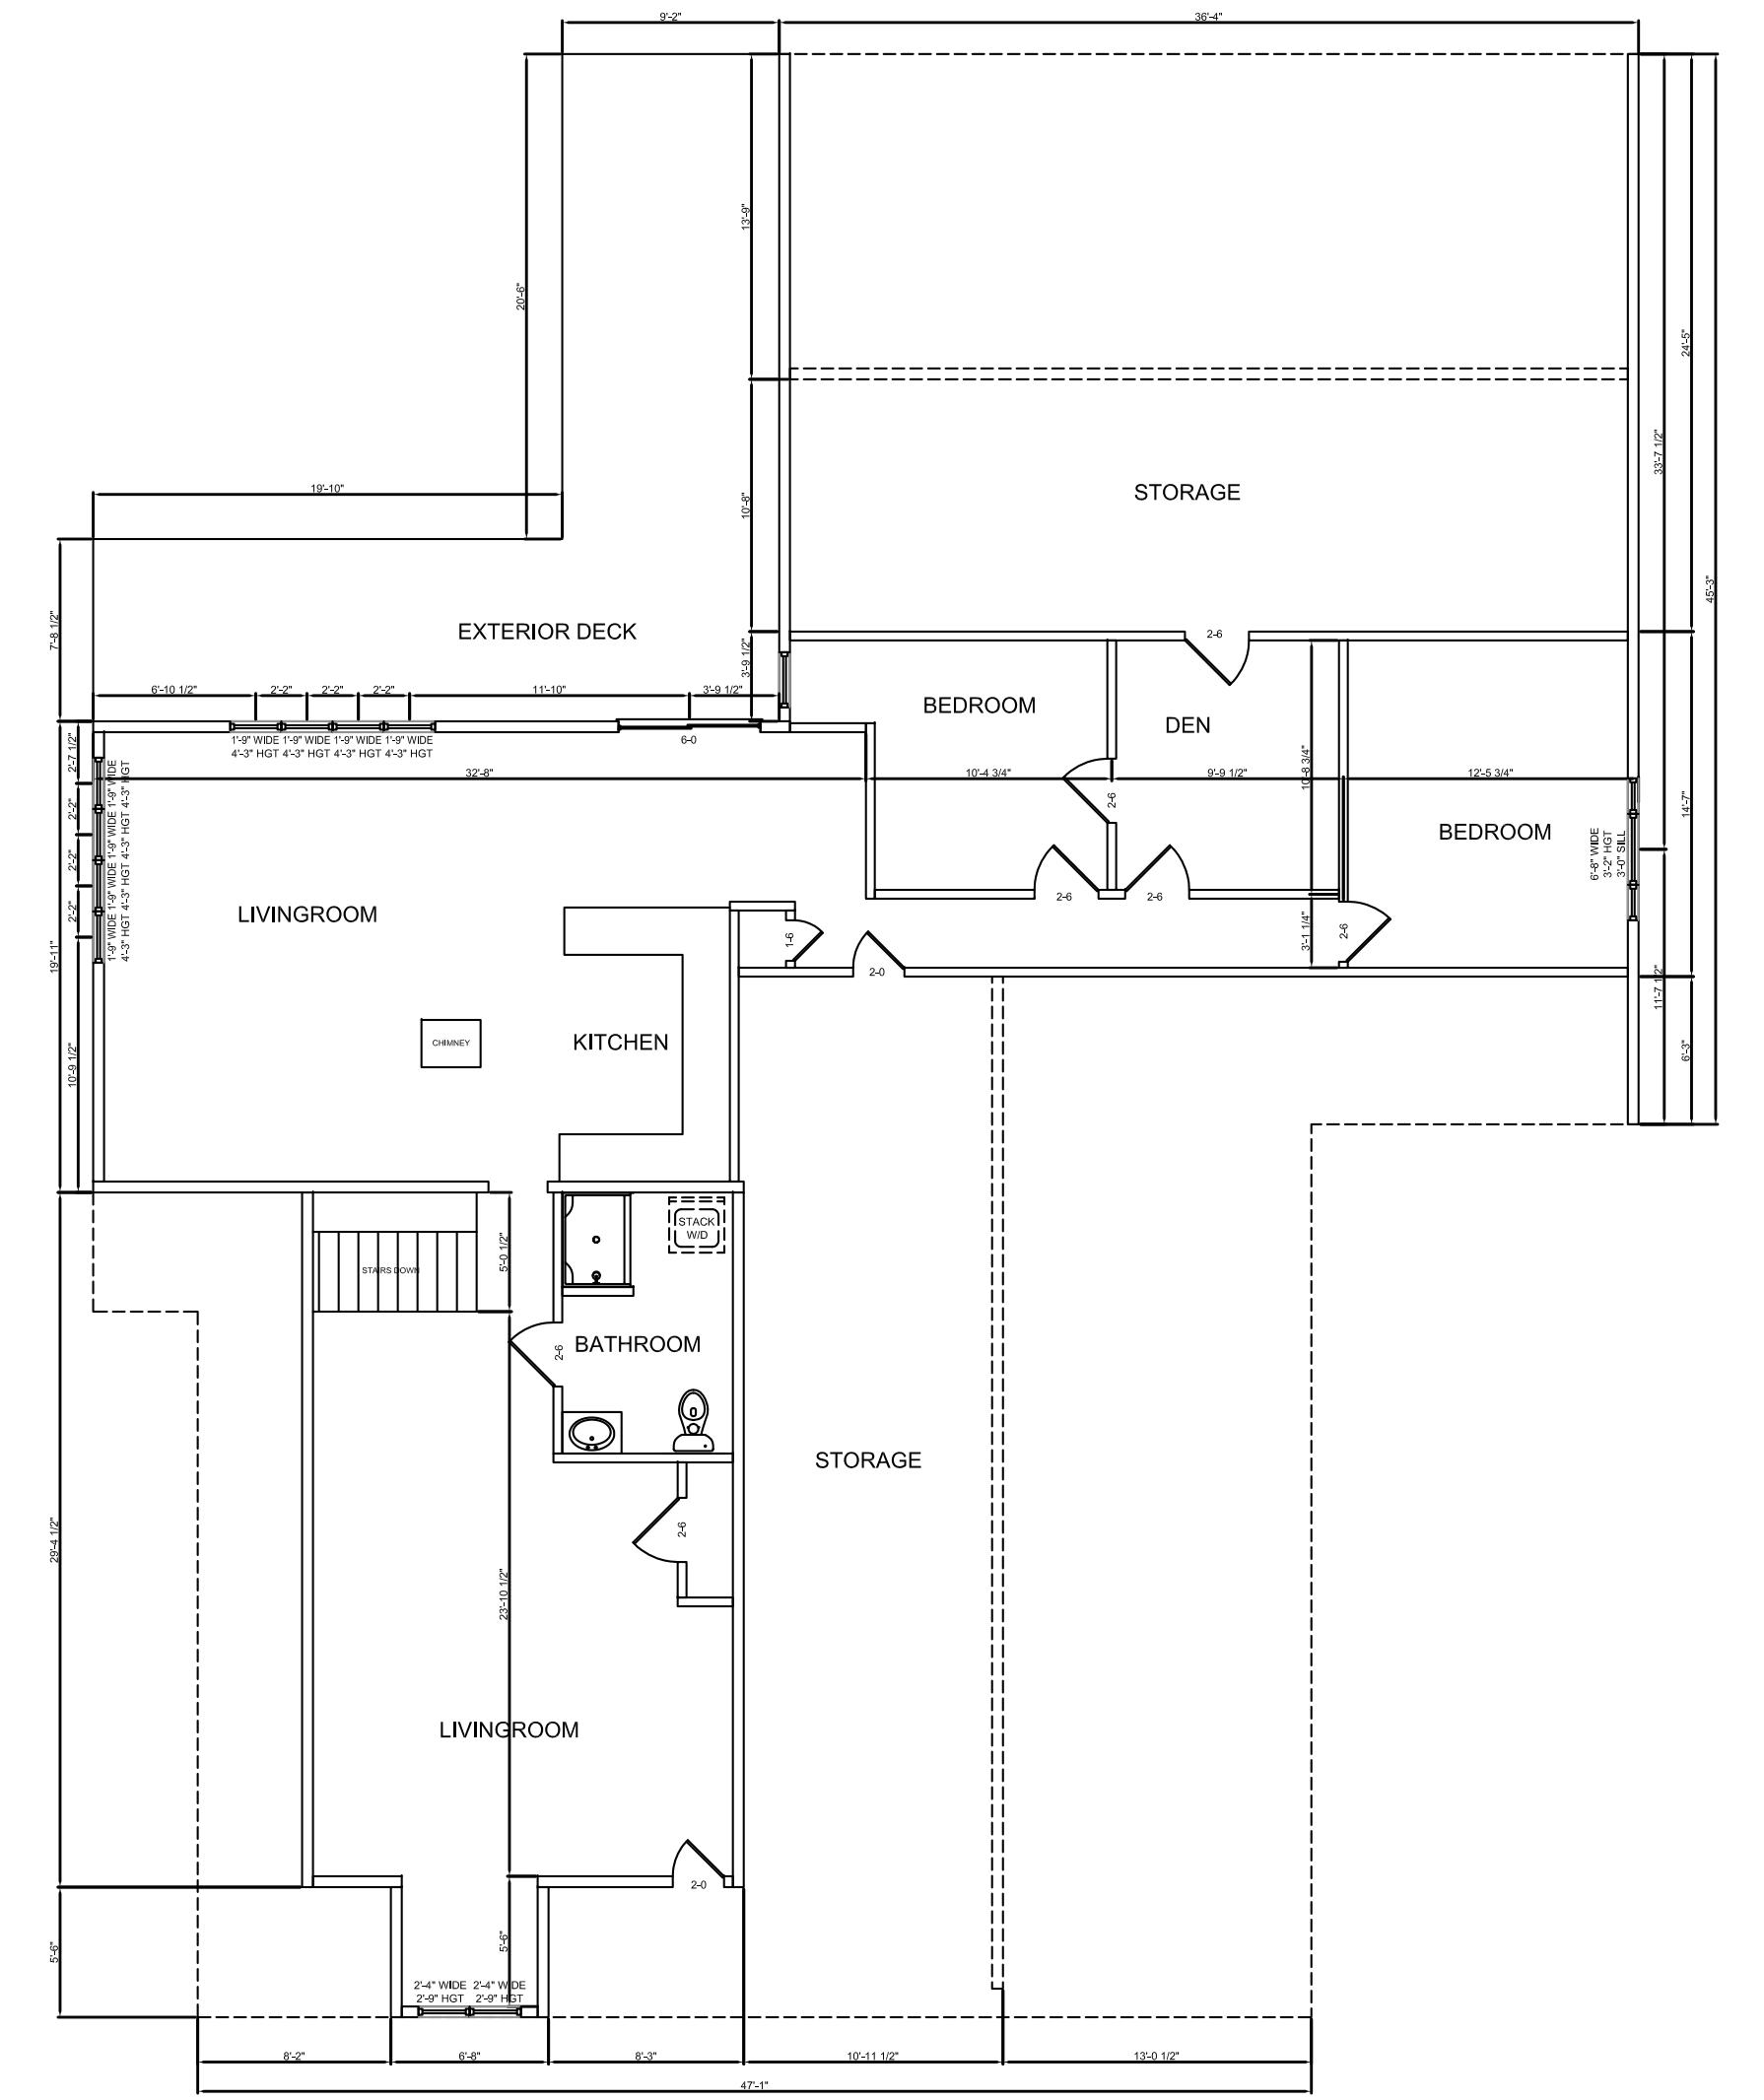 9'-2"
36'-4"
13'-9"
20'-6"
24'-5"
33'-7 1/2"
45'-3"
19'-10"
10'-8"
STORAGE
7'-8 1/2"
EXTERIOR DECK
3'-9 1/2"
2-6
6'-10 1/2"
2'-2"
2'-2"
2'-2"
11'-10"
3'-9 1/2"
BEDROOM
DEN
1'-9" WIDE 1'-9" WIDE 1'-9" WIDE 1'-9" WIDE
4'-3" HGT 4'-3" HGT 4'-3" HGT 4'-3" HGT
6-0
2'-7 1/2"
32'-8"
10'-4 3/4"
9'-9 1/2"
10'-8 3/4"
12'-5 3/4"
14'-7"
2'-2"
2'-2"
2'-2"
1'-9" WIDE 1'-9" WIDE 1'-9" WIDE 1'-9" WIDE
4'-3" HGT 4'-3" HGT 4'-3" HGT 4'-3" HGT
2-6
BEDROOM
6'-8" WIDE
3'-2" HGT
3'-0" SILL
2-6
2-6
LIVINGROOM
19'-11"
1-6
2-0
3'-1 1/4"
2-6
11'-7 1/2"
10'-9 1/2"
CHIMNEY
KITCHEN
6'-3"
STACK
W/D
5'-0 1/2"
STAIRS DOWN
BATHROOM
2-6
STORAGE
29'-4 1/2"
2-6
23'-10 1/2"
LIVINGROOM
2-0
5'-6"
5'-6"
2'-4" WIDE 2'-4" WIDE
2'-9" HGT 2'-9" HGT
8'-2"
6'-8"
8'-3"
10'-11 1/2"
13'-0 1/2"
47'-1"